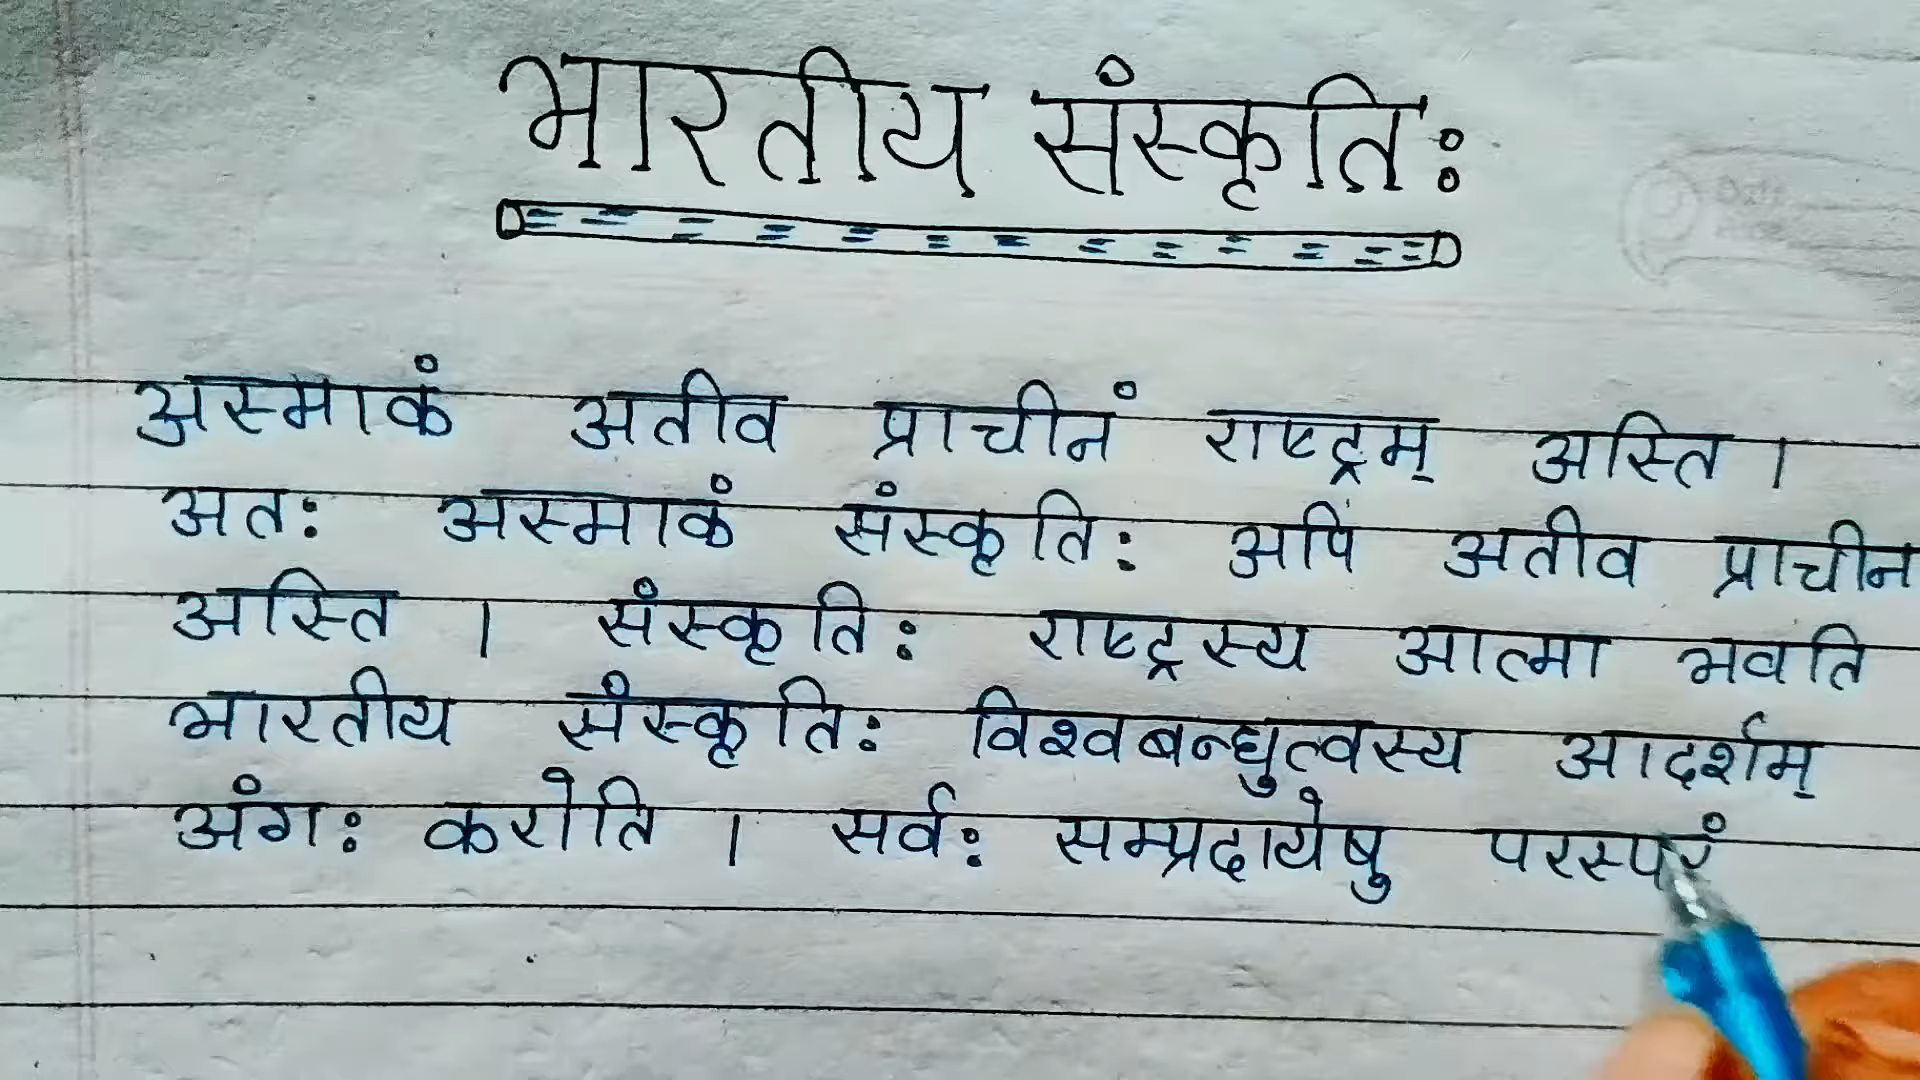 भारतीय संस्कृति:
अस्माकं अतीव प्राचीनं राष्ट्रम् अस्ति ।
अत: अस्माकं संस्कृति: अपि अतीव प्राचीन
अस्ति । संस्कृति: राष्ट्रस्य आत्मा भवति
भारतीय संस्कृति: विश्वबन्धुत्वस्य आदर्शम्
अंग: करोति । सर्व: सम्प्रदायेषु परस्परं